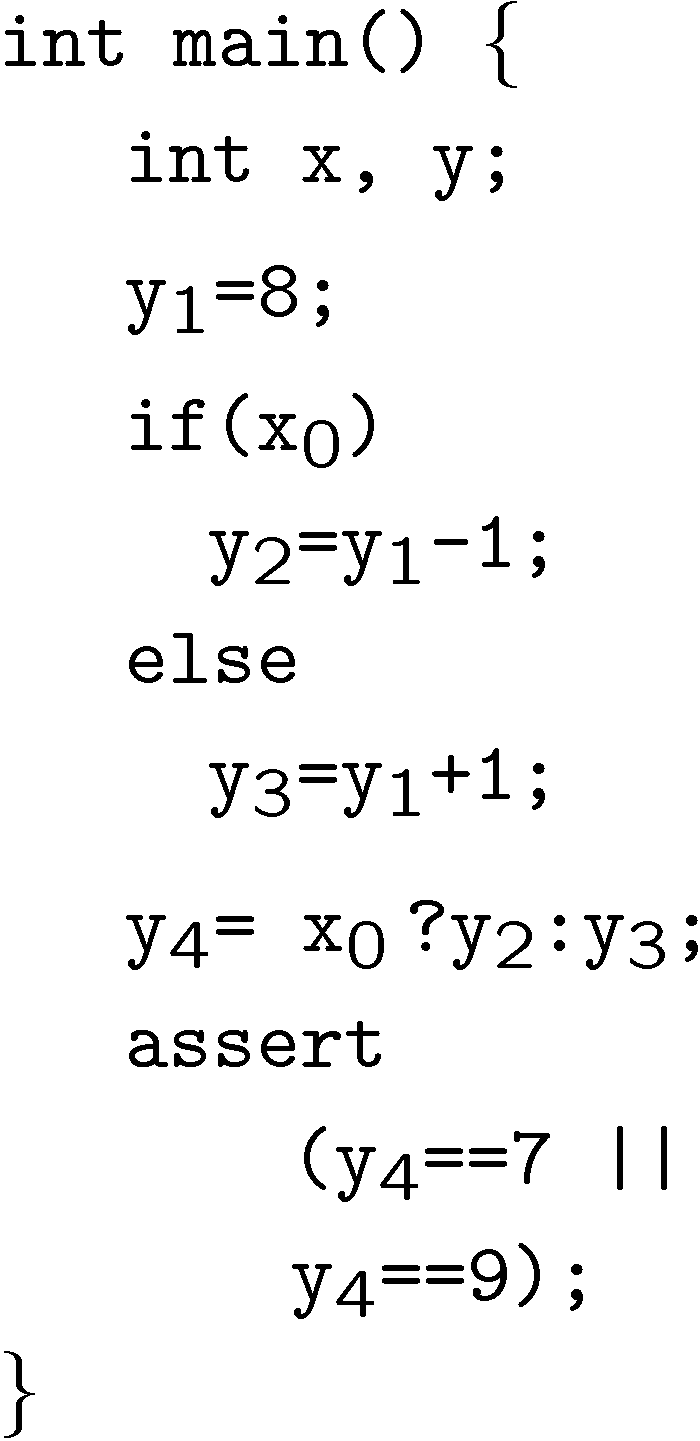 int main() {
int x, y;
y₁=8;
if(x₀)
y₂=y₁-1;
else
y₃=y₁+1;
y₄= x₀?y₂:y₃;
assert
(y₄==7 ||
y₄==9);
}